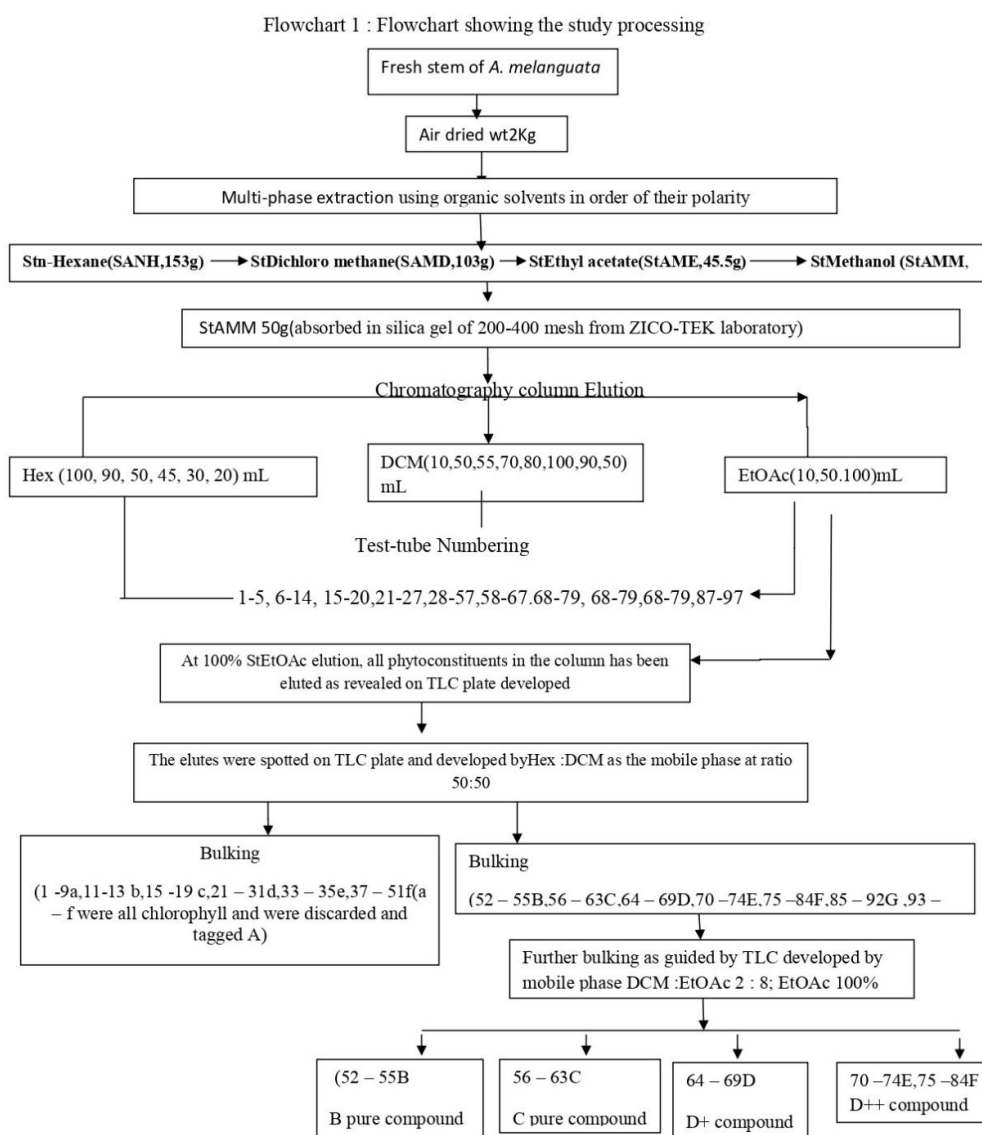 Flowchart 1 : Flowchart showing the study processing
Fresh stem of A. melanguata
Air dried wt2Kg
Multi-phase extraction using organic solvents in order of their polarity
Stn-Hexane(SANH,153g) → StDichloro methane(SAMD,103g) → StEthyl acetate(StAME,45.5g) → StMethanol (StAMM,
StAMM 50g(absorbed in silica gel of 200-400 mesh from ZICO-TEK laboratory)
Chromatography column Elution
Hex (100, 90, 50, 45, 30, 20) mL
DCM(10,50,55,70,80,100,90,50)
mL
EtOAc(10,50.100)mL
Test-tube Numbering
1-5, 6-14, 15-20,21-27,28-57,58-67.68-79, 68-79,68-79,87-97
At 100% StEtOAc elution, all phytoconstituents in the column has been
eluted as revealed on TLC plate developed
The elutes were spotted on TLC plate and developed byHex :DCM as the mobile phase at ratio
50:50
Bulking
(1 -9a,11-13 b,15 -19 c,21 – 31d,33 – 35e,37 – 51f(a
– f were all chlorophyll and were discarded and
tagged A)
Bulking
(52 – 55B,56 – 63C,64 – 69D,70 –74E,75 –84F,85 – 92G ,93 –
Further bulking as guided by TLC developed by
mobile phase DCM :EtOAc 2 : 8; EtOAc 100%
(52 – 55B
B pure compound
56 – 63C
C pure compound
64 – 69D
D+ compound
70 –74E,75 –84F
D++ compound